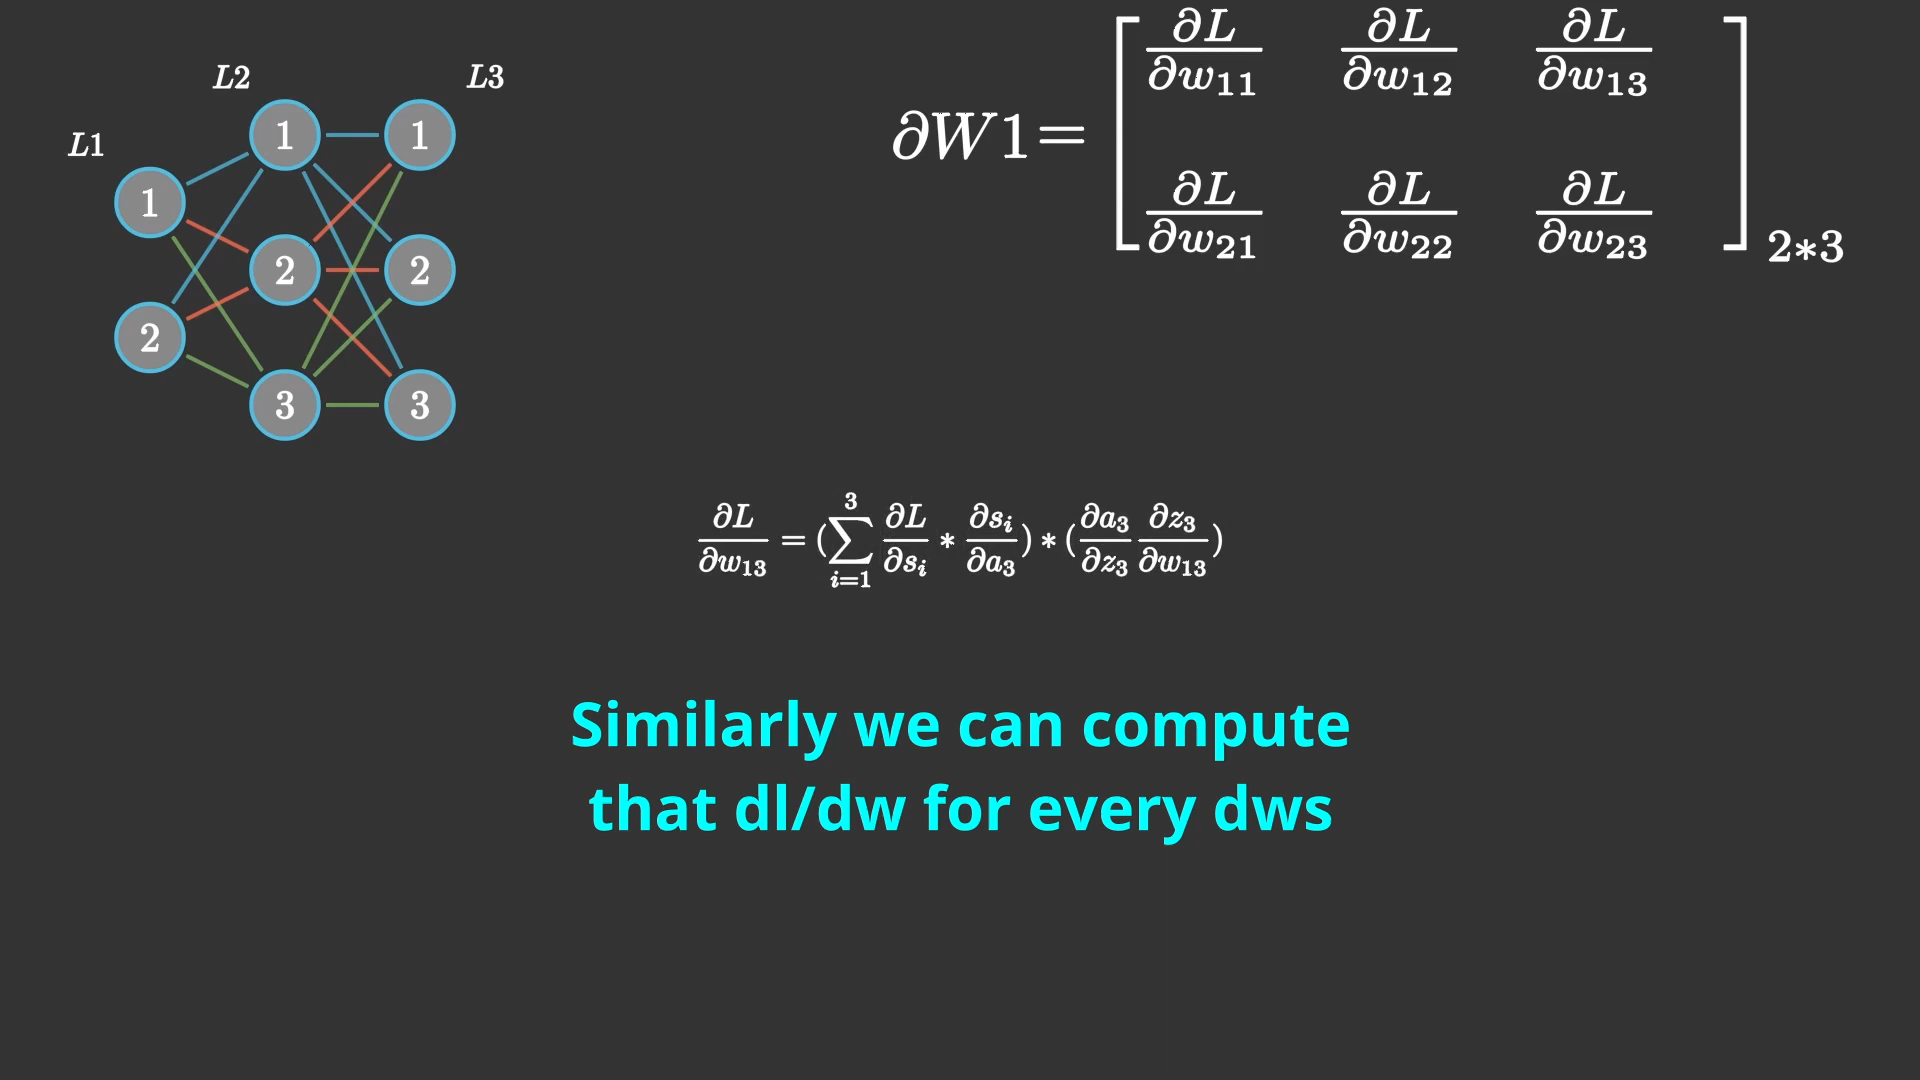 L1
L2
L3
1
2
1
2
3
1
2
3
∂W1= [ ∂L/∂w₁₁ ∂L/∂w₁₂ ∂L/∂w₁₃
∂L/∂w₂₁ ∂L/∂w₂₂ ∂L/∂w₂₃ ] 2*3
∂L/∂w₁₃ = (∑_{i=1}^{3} ∂L/∂sᵢ * ∂sᵢ/∂a₃) * (∂a₃/∂z₃ ∂z₃/∂w₁₃)
Similarly we can compute
that dl/dw for every dws